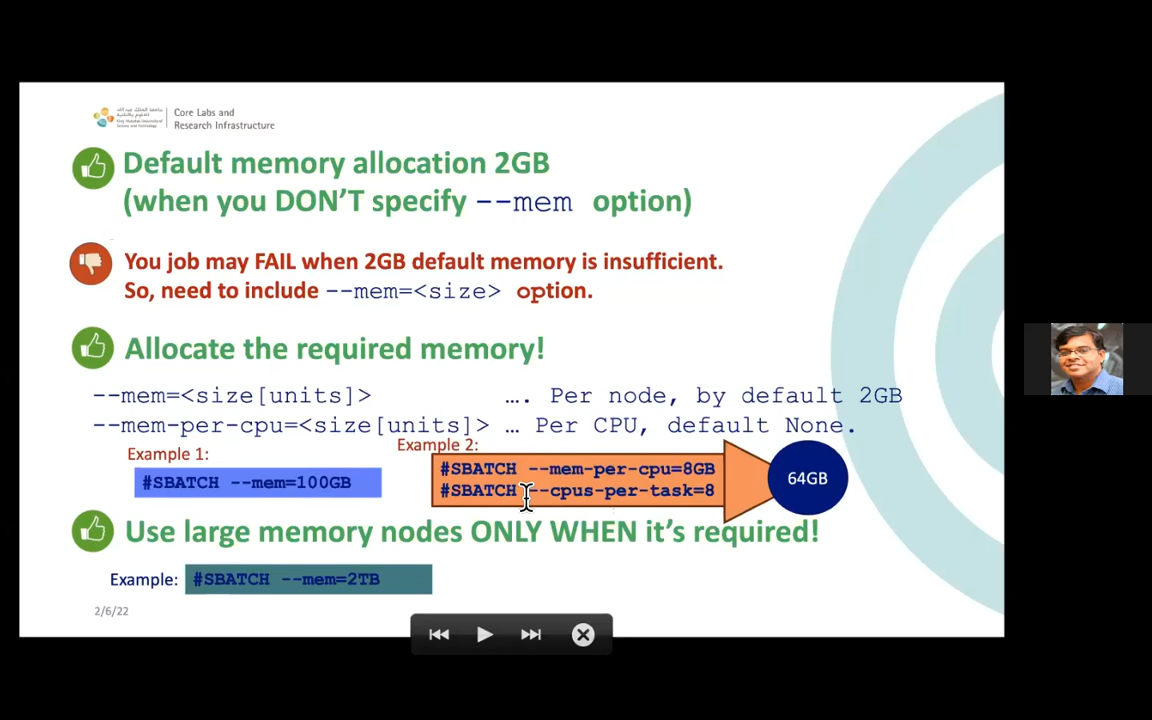 Core Labs and
Research Infrastructure
Default memory allocation 2GB
(when you DON’T specify --mem option)
You job may FAIL when 2GB default memory is insufficient.
So, need to include --mem=<size> option.
Allocate the required memory!
--mem=<size[units]> …. Per node, by default 2GB
--mem-per-cpu=<size[units]> … Per CPU, default None.
Example 1:
#SBATCH --mem=100GB
Example 2:
#SBATCH --mem-per-cpu=8GB
#SBATCH --cpus-per-task=8
64GB
Use large memory nodes ONLY WHEN it’s required!
Example: #SBATCH --mem=2TB
2/6/22